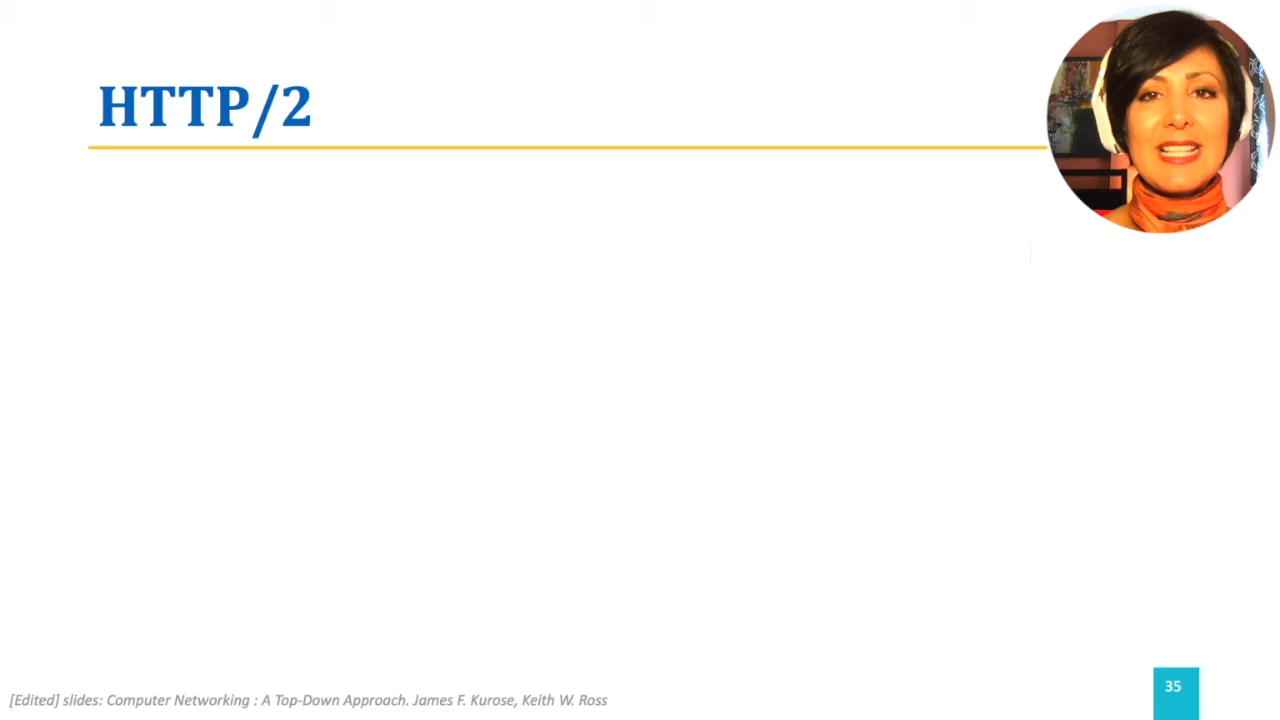 HTTP/2
[Edited] slides: Computer Networking : A Top-Down Approach. James F. Kurose, Keith W. Ross
35